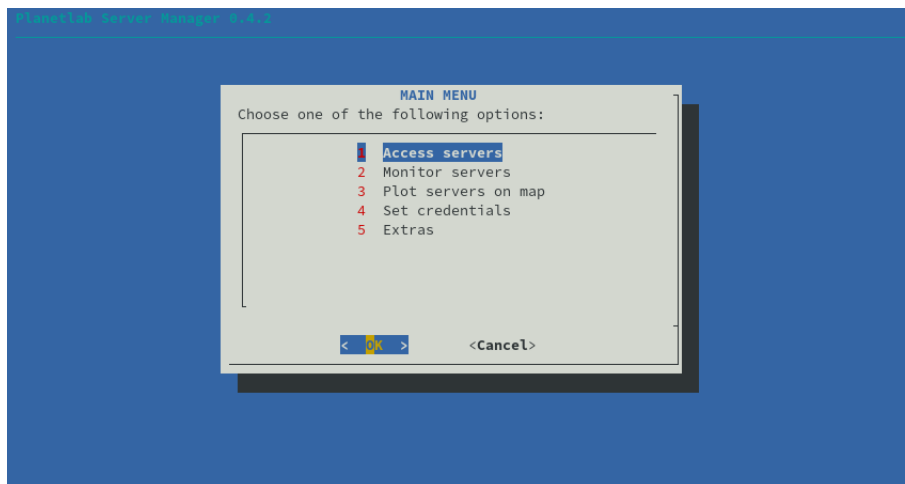 Planetlab Server Manager 0.4.2
MAIN MENU
Choose one of the following options:
1 Access servers
2 Monitor servers
3 Plot servers on map
4 Set credentials
5 Extras
< OK > <Cancel>